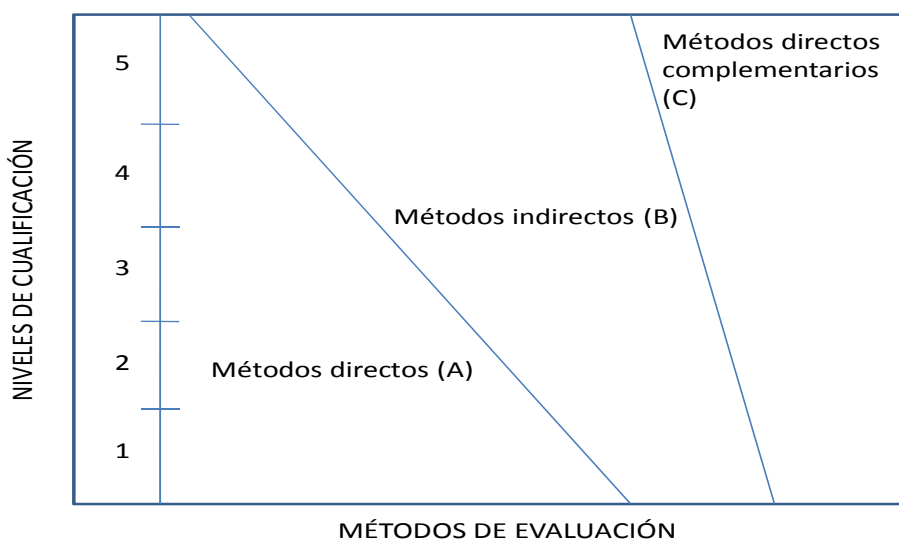 Métodos directos
complementarios
(C)
5
4
Métodos indirectos (B)
3
2
Métodos directos (A)
1
NIVELES DE CUALIFICACIÓN
MÉTODOS DE EVALUACIÓN